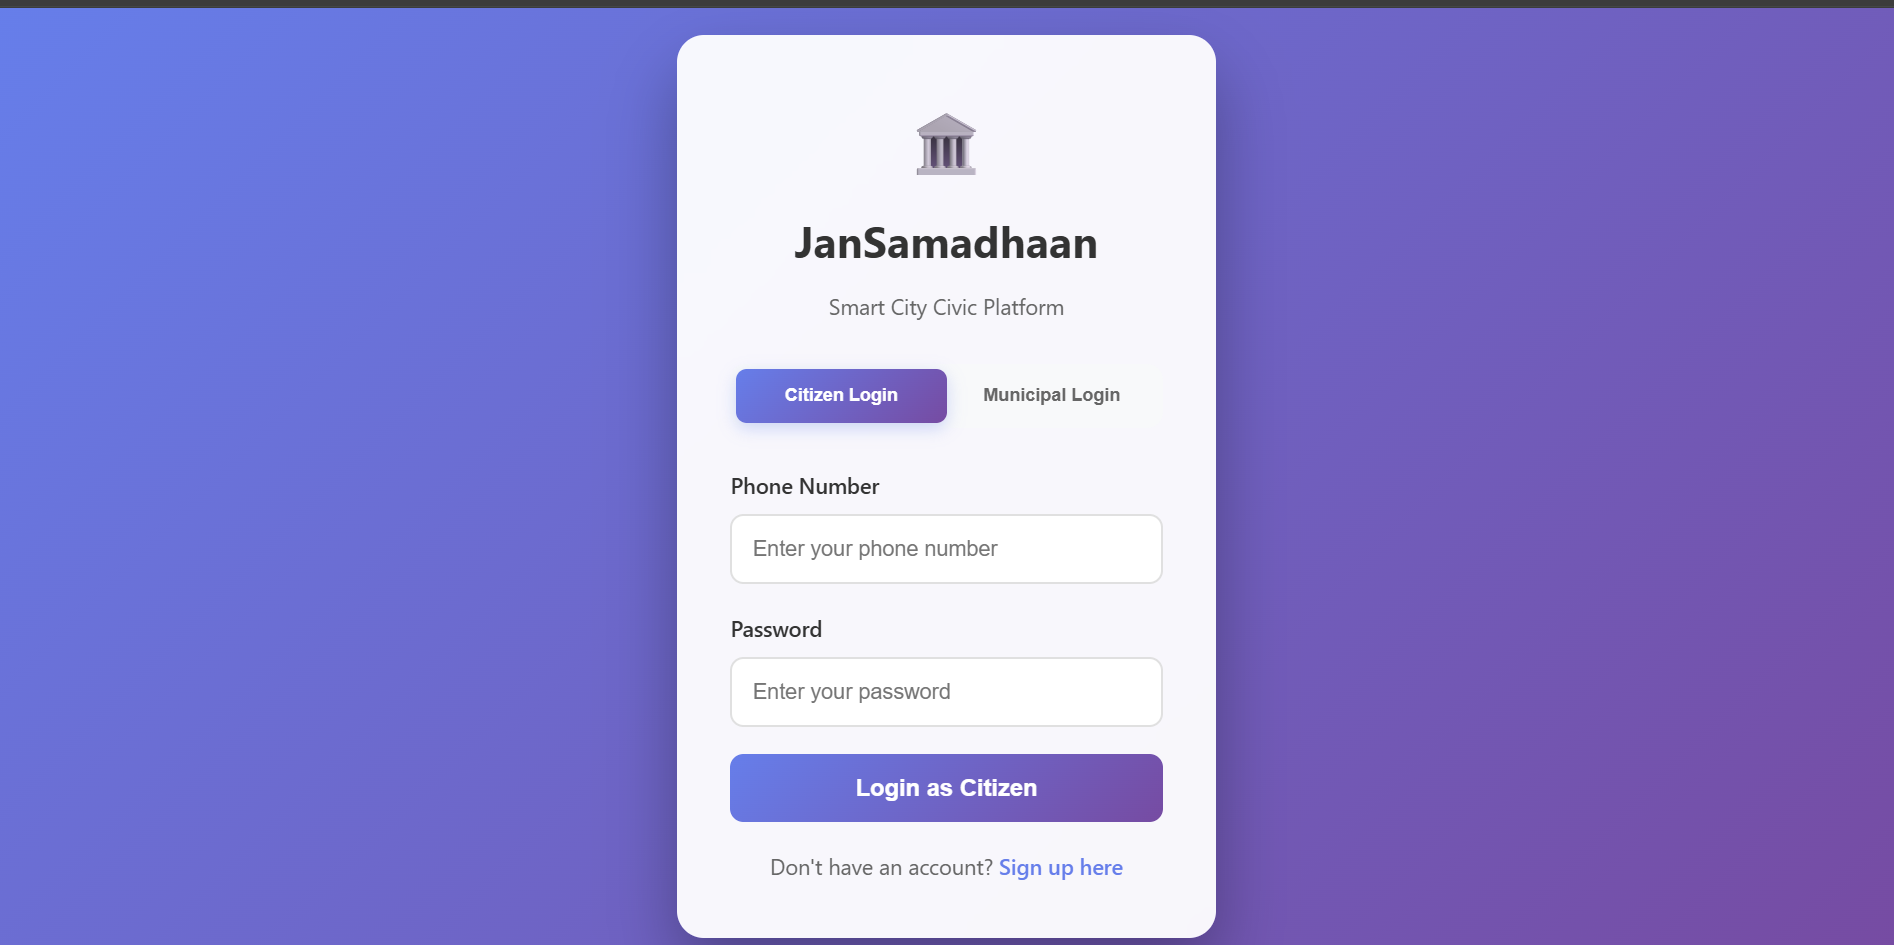 JanSamadhaan
Smart City Civic Platform
Citizen Login
Municipal Login
Phone Number
Enter your phone number
Password
Enter your password
Login as Citizen
Don't have an account? Sign up here